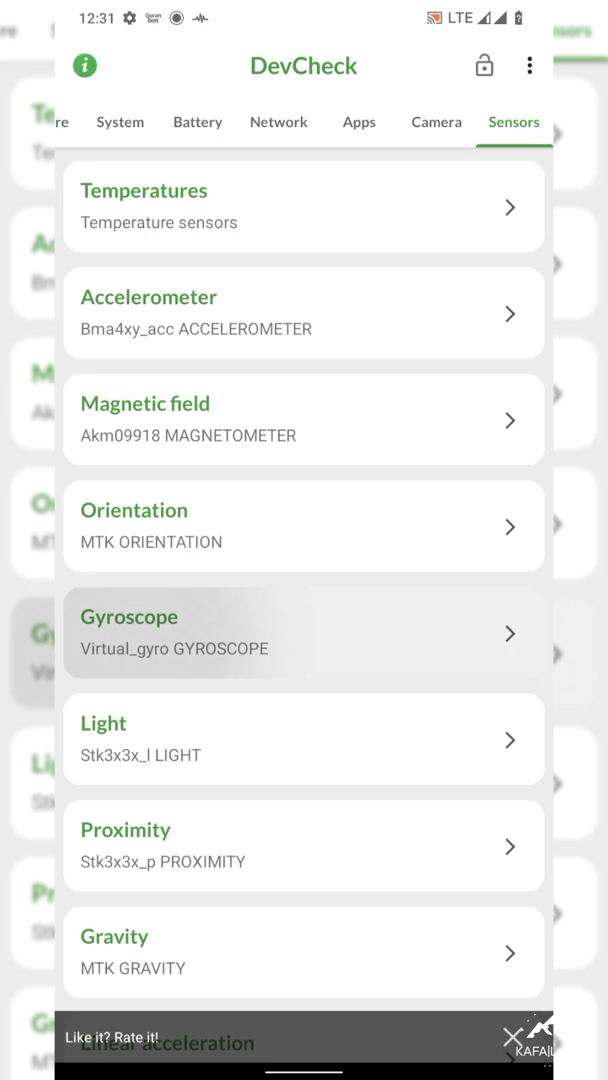 12:31
LTE
DevCheck
re System Battery Network Apps Camera Sensors
Temperatures
Temperature sensors
Accelerometer
Bma4xy_acc ACCELEROMETER
Magnetic field
Akm09918 MAGNETOMETER
Orientation
MTK ORIENTATION
Gyroscope
Virtual_gyro GYROSCOPE
Light
Stk3x3x_l LIGHT
Proximity
Stk3x3x_p PROXIMITY
Gravity
MTK GRAVITY
Like it? Rate it!
Linear acceleration